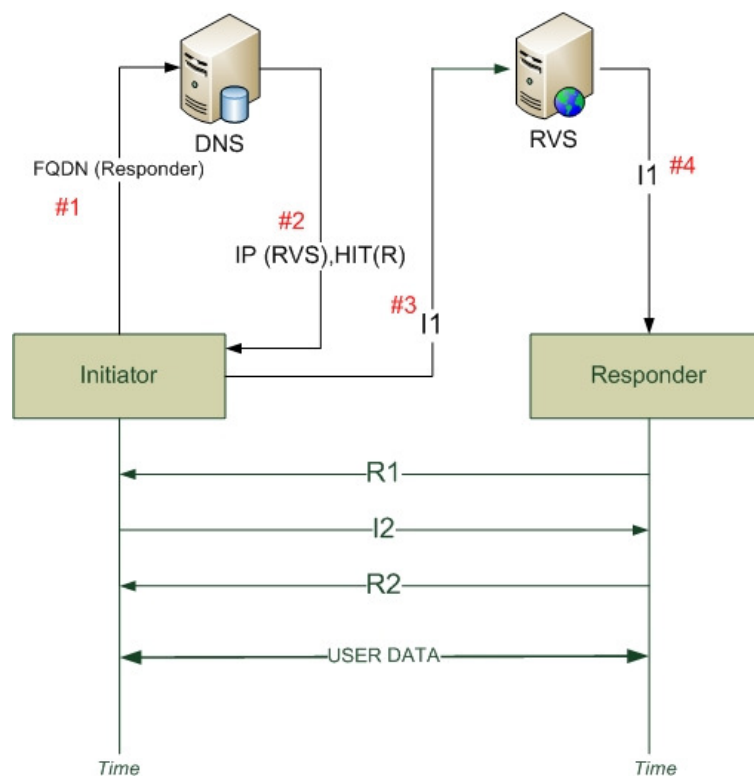 DNS
RVS
FQDN (Responder)
#1
#2
IP (RVS),HIT(R)
#3
I1
#4
I1
Initiator
Responder
R1
I2
R2
USER DATA
Time
Time